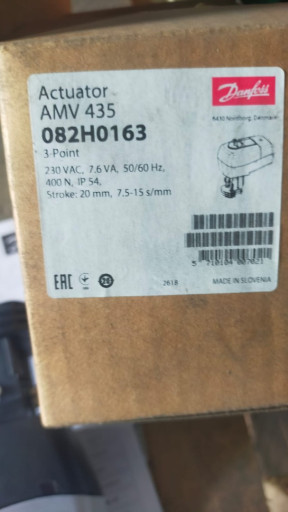 Actuator
AMV 435
082H0163
3-Point
230 VAC, 7.6 VA, 50/60 Hz,
400 N, IP 54,
Stroke: 20 mm, 7.5-15 s/mm
Danfoss
6430 Nordborg, Denmark
EAC
2618
MADE IN SLOVENIA